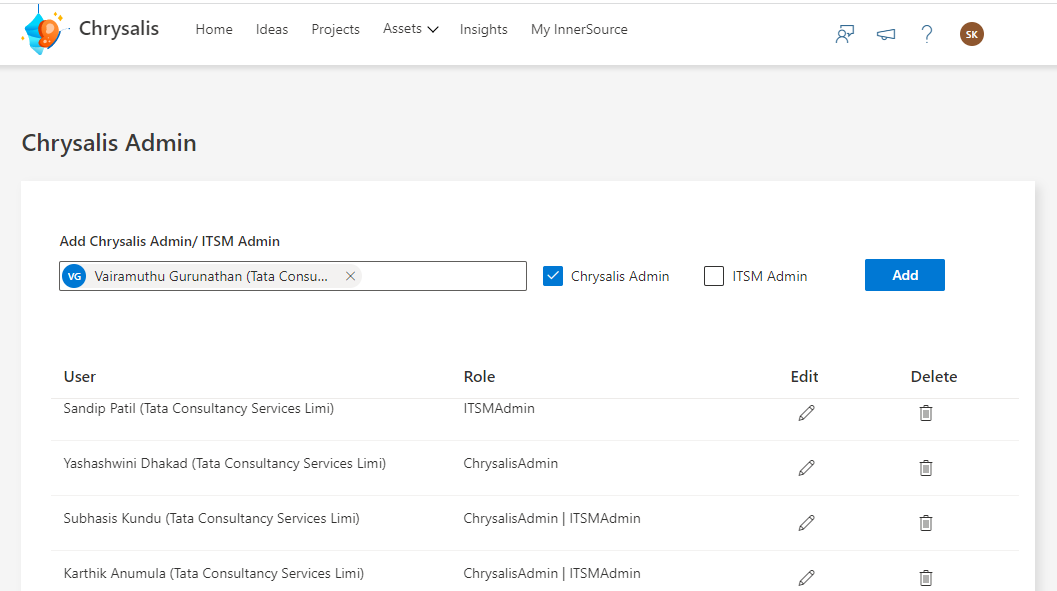 Chrysalis Home Ideas Projects Assets Insights My InnerSource ? SK
Chrysalis Admin
Add Chrysalis Admin/ ITSM Admin
VG Vairamuthu Gurunathan (Tata Consu... Chrysalis Admin ITSM Admin Add
User Role Edit Delete
Sandip Patil (Tata Consultancy Services Limi) ITSMAdmin
Yashashwini Dhakad (Tata Consultancy Services Limi) ChrysalisAdmin
Subhasis Kundu (Tata Consultancy Services Limi) ChrysalisAdmin | ITSMAdmin
Karthik Anumula (Tata Consultancy Services Limi) ChrysalisAdmin | ITSMAdmin